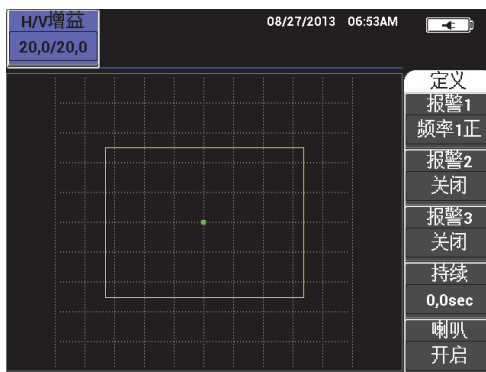 H/V增益
20,0/20,0
08/27/2013 06:53AM
定义
报警1
频率1正
报警2
关闭
报警3
关闭
持续
0,0sec
喇叭
开启